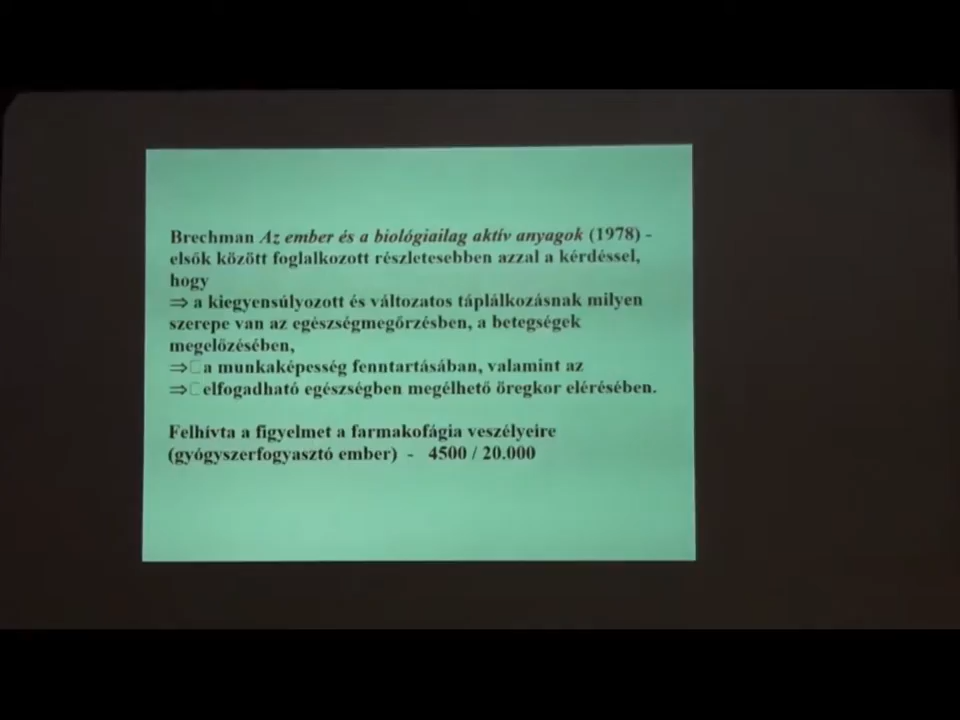 Brechman Az ember és a biológiailag aktív anyagok (1978) -
elsők között foglalkozott részletesebben azzal a kérdéssel,
hogy
⇒ a kiegyensúlyozott és változatos táplálkozásnak milyen
szerepe van az egészségmegőrzésben, a betegségek
megelőzésében,
⇒□a munkaképesség fenntartásában, valamint az
⇒□elfogadható egészségben megélhető öregkor elérésében.
Felhívta a figyelmet a farmakofágia veszélyeire
(gyógyszerfogyasztó ember) - 4500 / 20.000